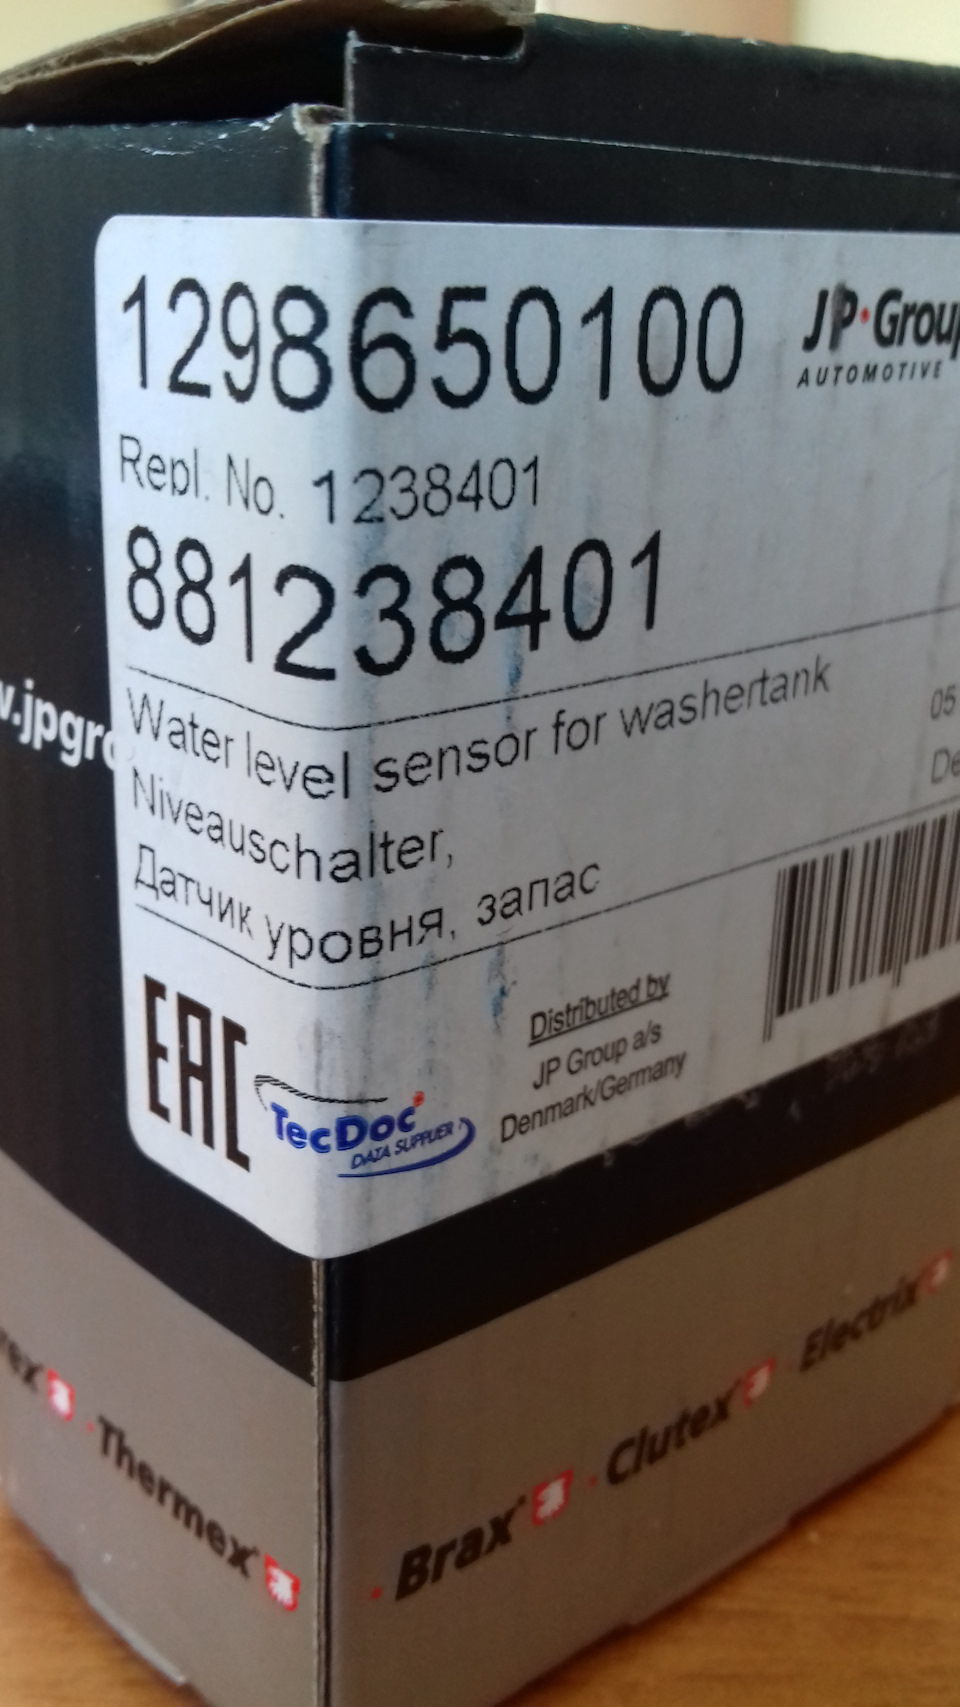 1298650100
JP Group
AUTOMOTIVE
Repl. No. 1238401
881238401
Water level sensor for washertank
Niveauschalter,
Датчик уровня, запас
05
EAC
TecDoc
DATA SUPPLIER
Distributed by
JP Group a/s
Denmark/Germany
Thermex
Brax
Clutex
Electrix